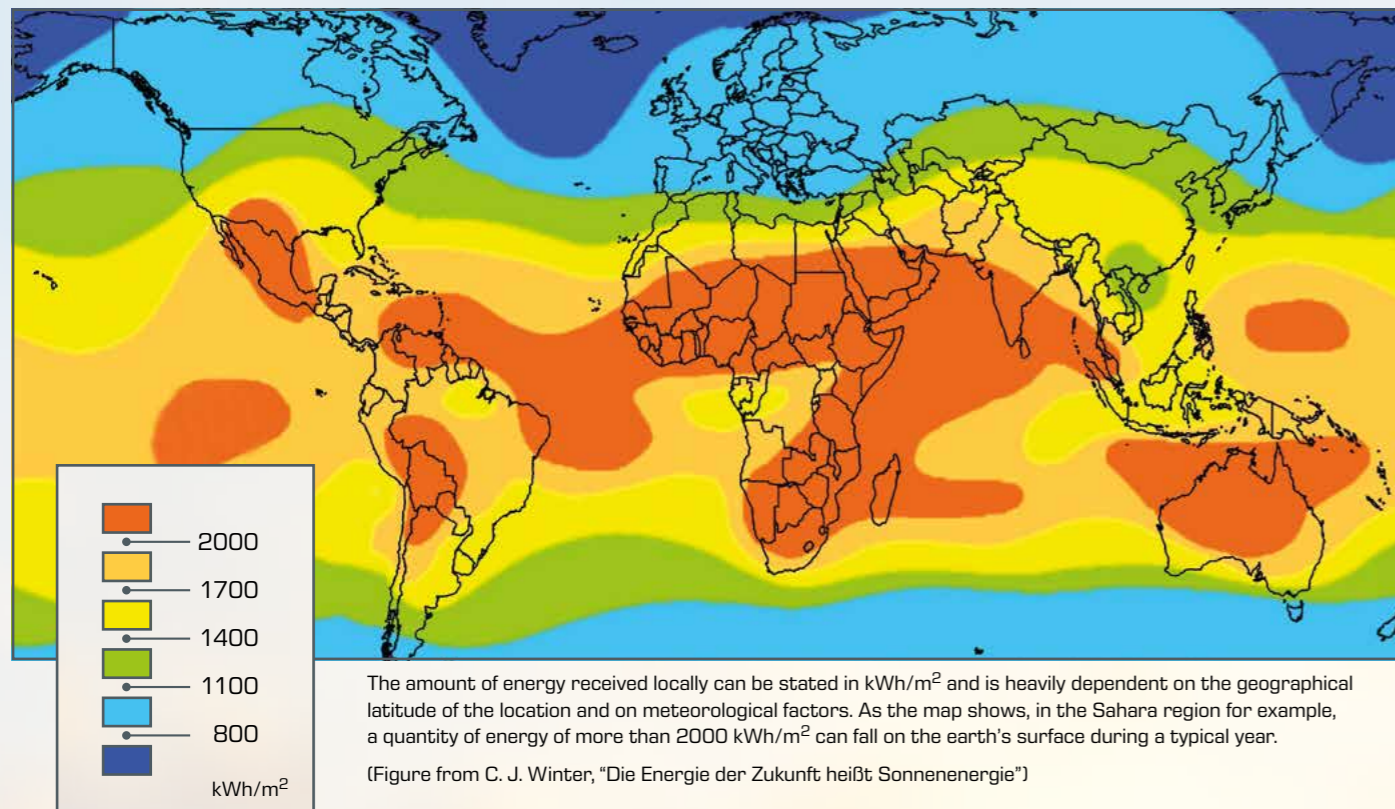 2000
1700
1400
1100
800
kWh/m²
The amount of energy received locally can be stated in kWh/m² and is heavily dependent on the geographical
latitude of the location and on meteorological factors. As the map shows, in the Sahara region for example,
a quantity of energy of more than 2000 kWh/m² can fall on the earth's surface during a typical year.
(Figure from C. J. Winter, “Die Energie der Zukunft heißt Sonnenenergie”)